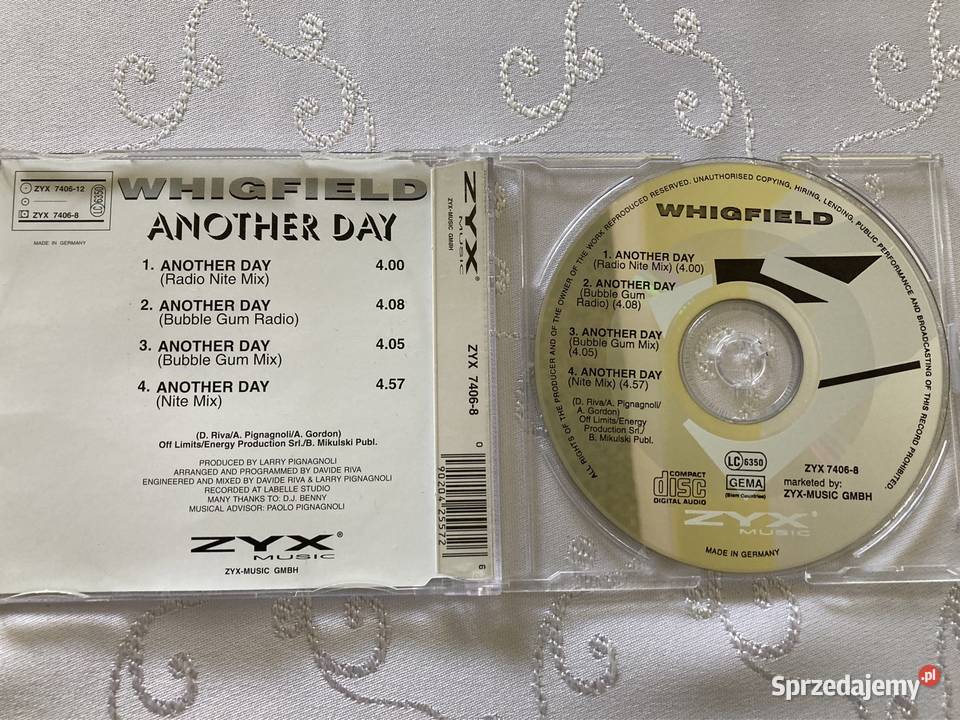 ZYX 7406-12
ZYX 7406-8
LC 6350
MADE IN GERMANY
WHIGFIELD
ANOTHER DAY
1. ANOTHER DAY 4.00
(Radio Nite Mix)
2. ANOTHER DAY 4.08
(Bubble Gum Radio)
3. ANOTHER DAY 4.05
(Bubble Gum Mix)
4. ANOTHER DAY 4.57
(Nite Mix)
(D. Riva/A. Pignagnoli/A. Gordon)
Off Limits/Energy Production Srl./B. Mikulski Publ.
PRODUCED BY LARRY PIGNAGNOLI
ARRANGED AND PROGRAMMED BY DAVIDE RIVA
ENGINEERED AND MIXED BY DAVIDE RIVA & LARRY PIGNAGNOLI
RECORDED AT LABELLE STUDIO
MANY THANKS TO: D.J. BENNY
MUSICAL ADVISOR: PAOLO PIGNAGNOLI
ZYX®
MUSIC
ZYX-MUSIC GMBH
ZYX®
MUSIC
ZYX-MUSIC GMBH
ZYX 7406-8
0 90204 25572 6
ALL RIGHTS OF THE PRODUCER AND OF THE OWNER OF THE WORK REPRODUCED RESERVED. UNAUTHORISED COPYING, HIRING, LENDING, PUBLIC PERFORMANCE AND BROADCASTING OF THIS RECORD PROHIBITED.
WHIGFIELD
1. ANOTHER DAY
(Radio Nite Mix) (4.00)
2. ANOTHER DAY
(Bubble Gum
Radio) (4.08)
3. ANOTHER DAY
(Bubble Gum Mix)
(4.05)
4. ANOTHER DAY
(Nite Mix) (4.57)
(D. Riva/A. Pignagnoli/
A. Gordon)
Off Limits/Energy
Production Srl./
B. Mikulski Publ.
COMPACT
disc
DIGITAL AUDIO
LC 6350
GEMA
(Biem Countries)
ZYX 7406-8
marketed by:
ZYX-MUSIC GMBH
ZYX®
MUSIC
MADE IN GERMANY
Sprzedajemy.pl